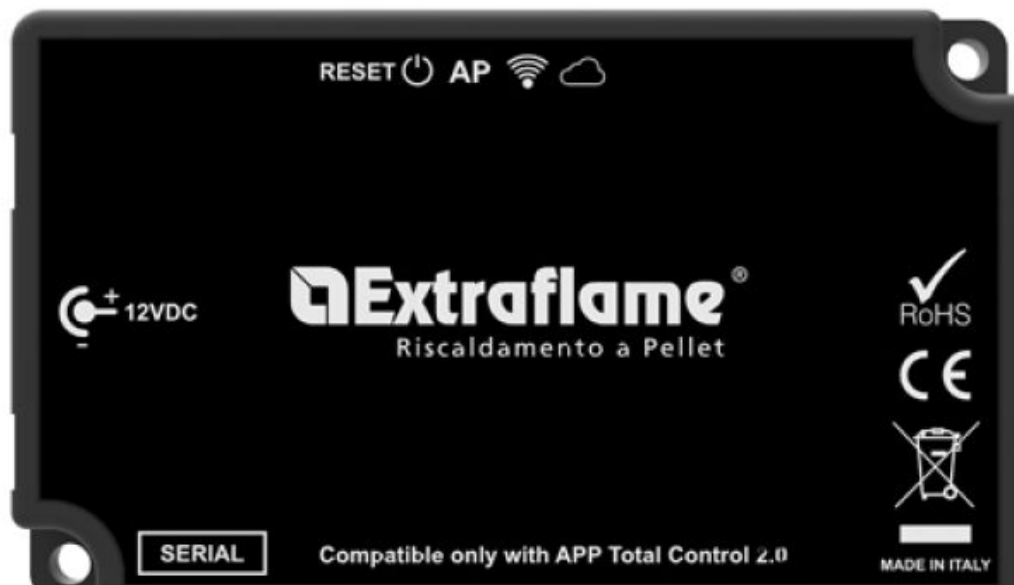 RESET AP
12VDC
Extraflame®
Riscaldamento a Pellet
RoHS
CE
SERIAL
Compatible only with APP Total Control 2.0
MADE IN ITALY